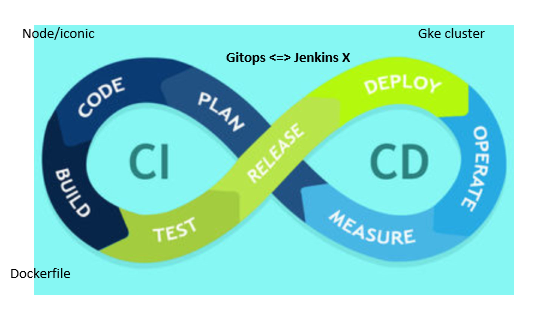 Node/iconic
Gke cluster
Gitops <=> Jenkins X
CODE
PLAN
DEPLOY
RELEASE
CI
CD
OPERATE
BUILD
TEST
MEASURE
Dockerfile